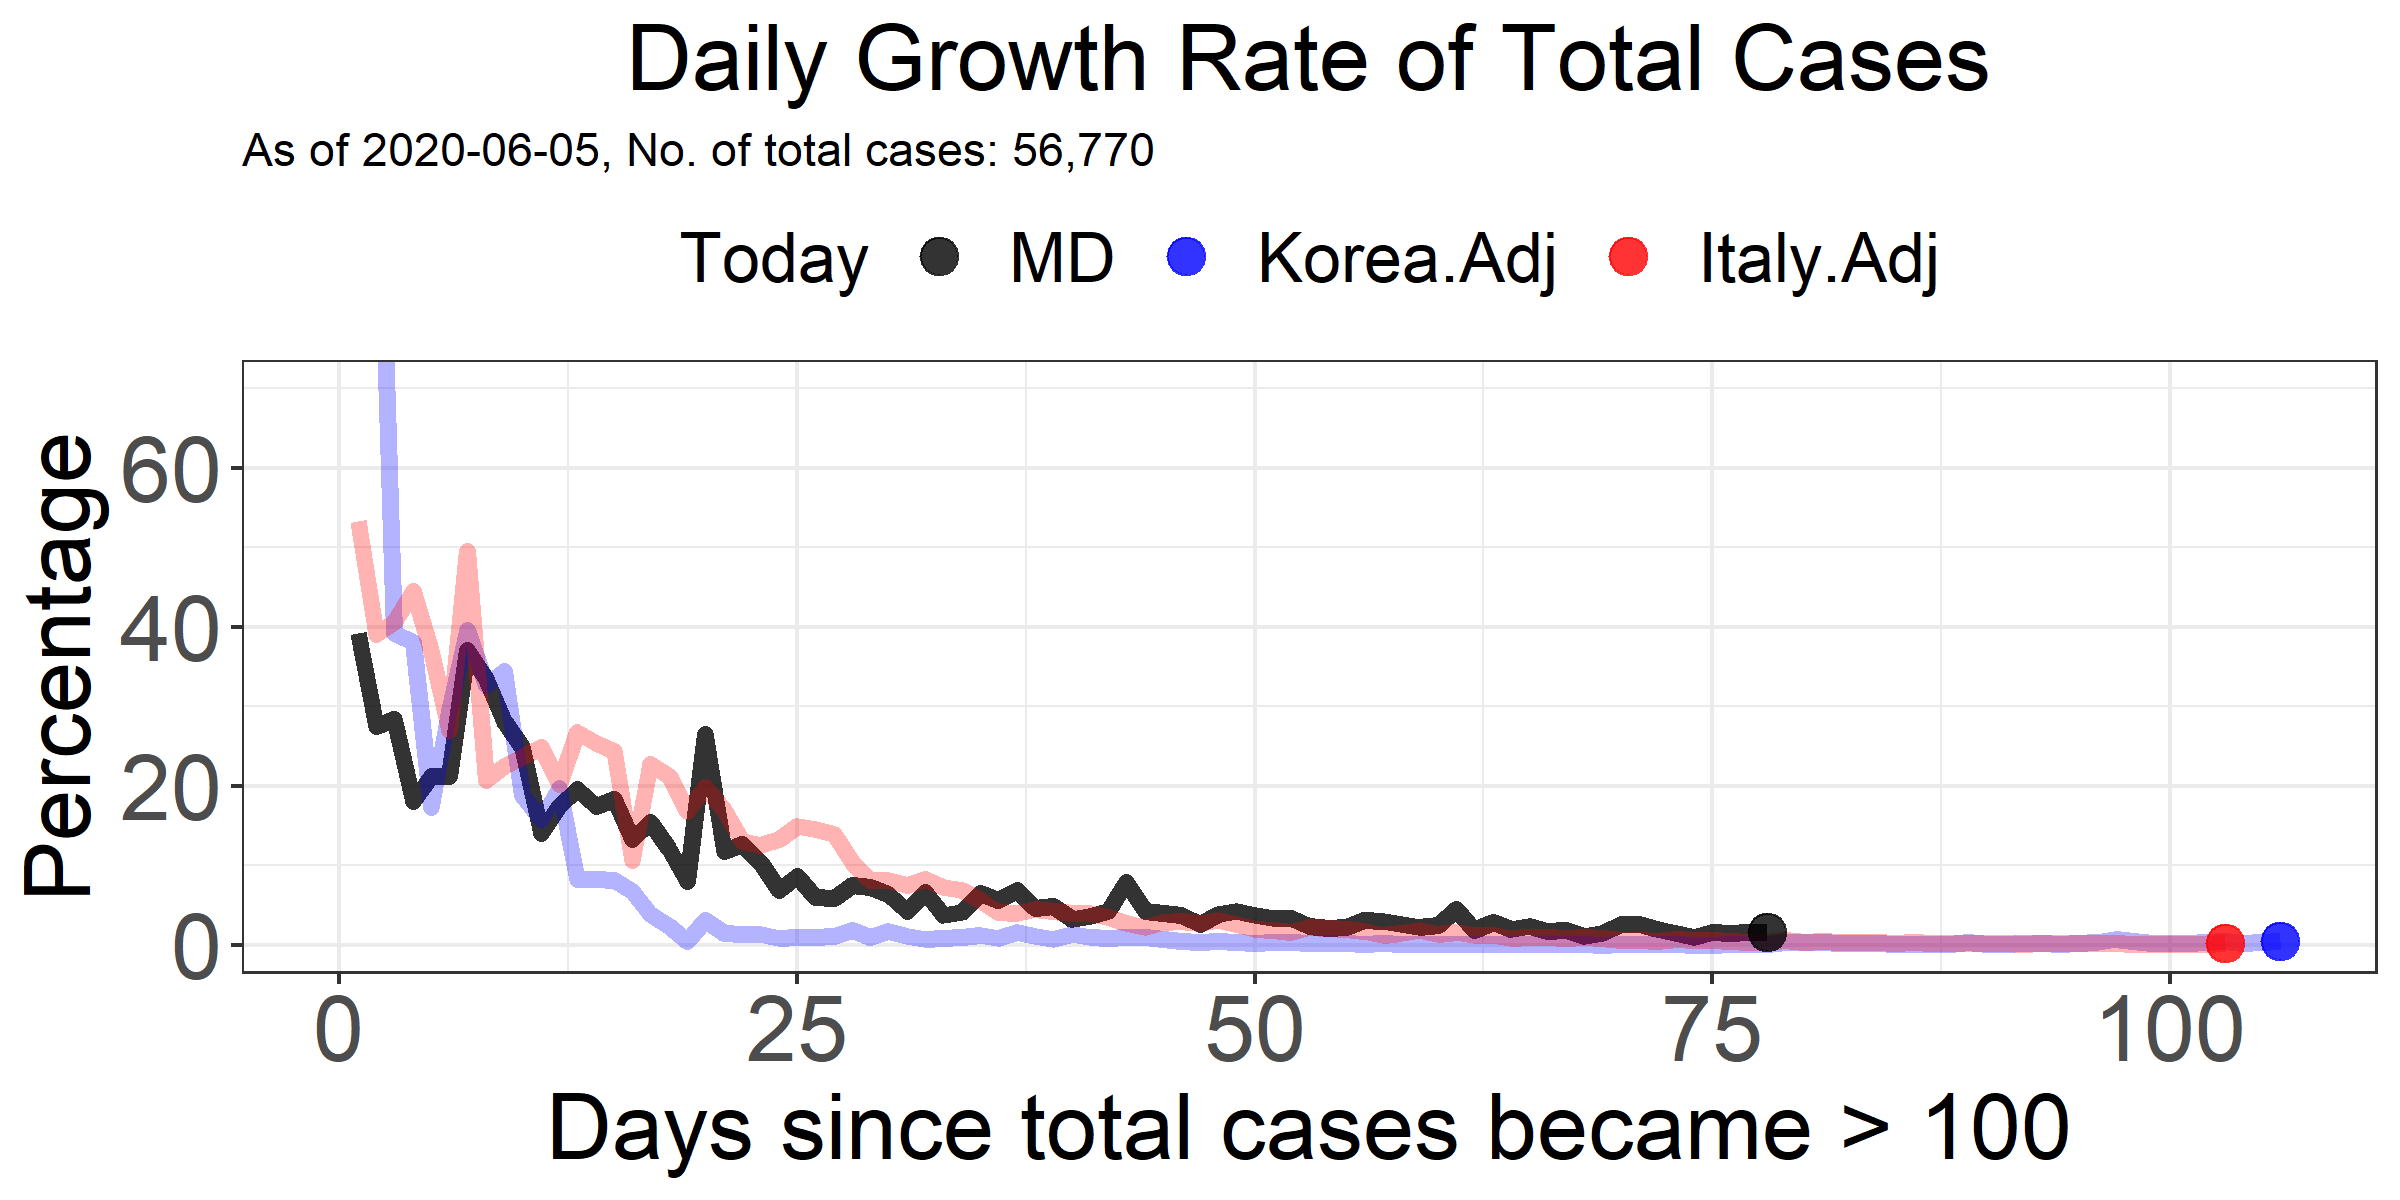 Daily Growth Rate of Total Cases
As of 2020-06-05, No. of total cases: 56,770
Today MD Korea.Adj Italy.Adj
Percentage
60
40
20
0
0 25 50 75 100
Days since total cases became > 100